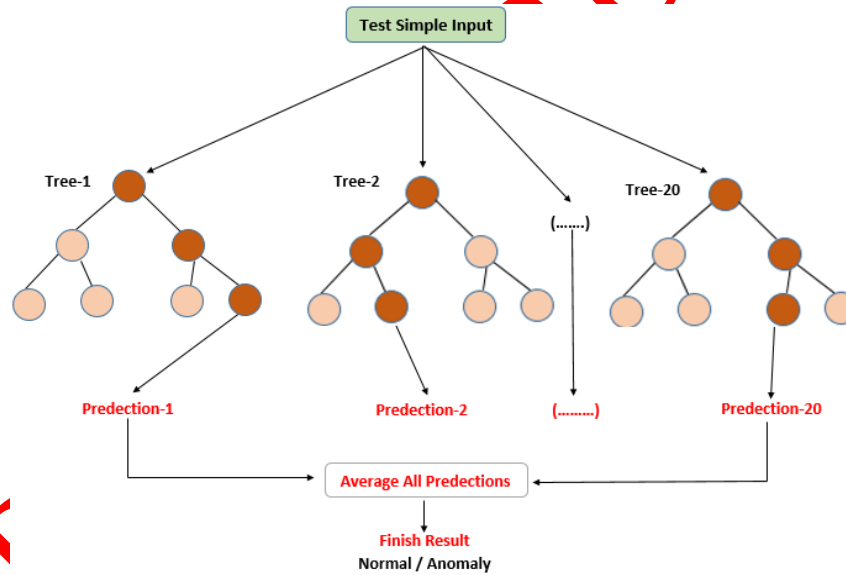 Test Simple Input
Tree-1
Tree-2
Tree-20
(.......)
Predection-1
Predection-2
(.........)
Predection-20
Average All Predections
Finish Result
Normal / Anomaly